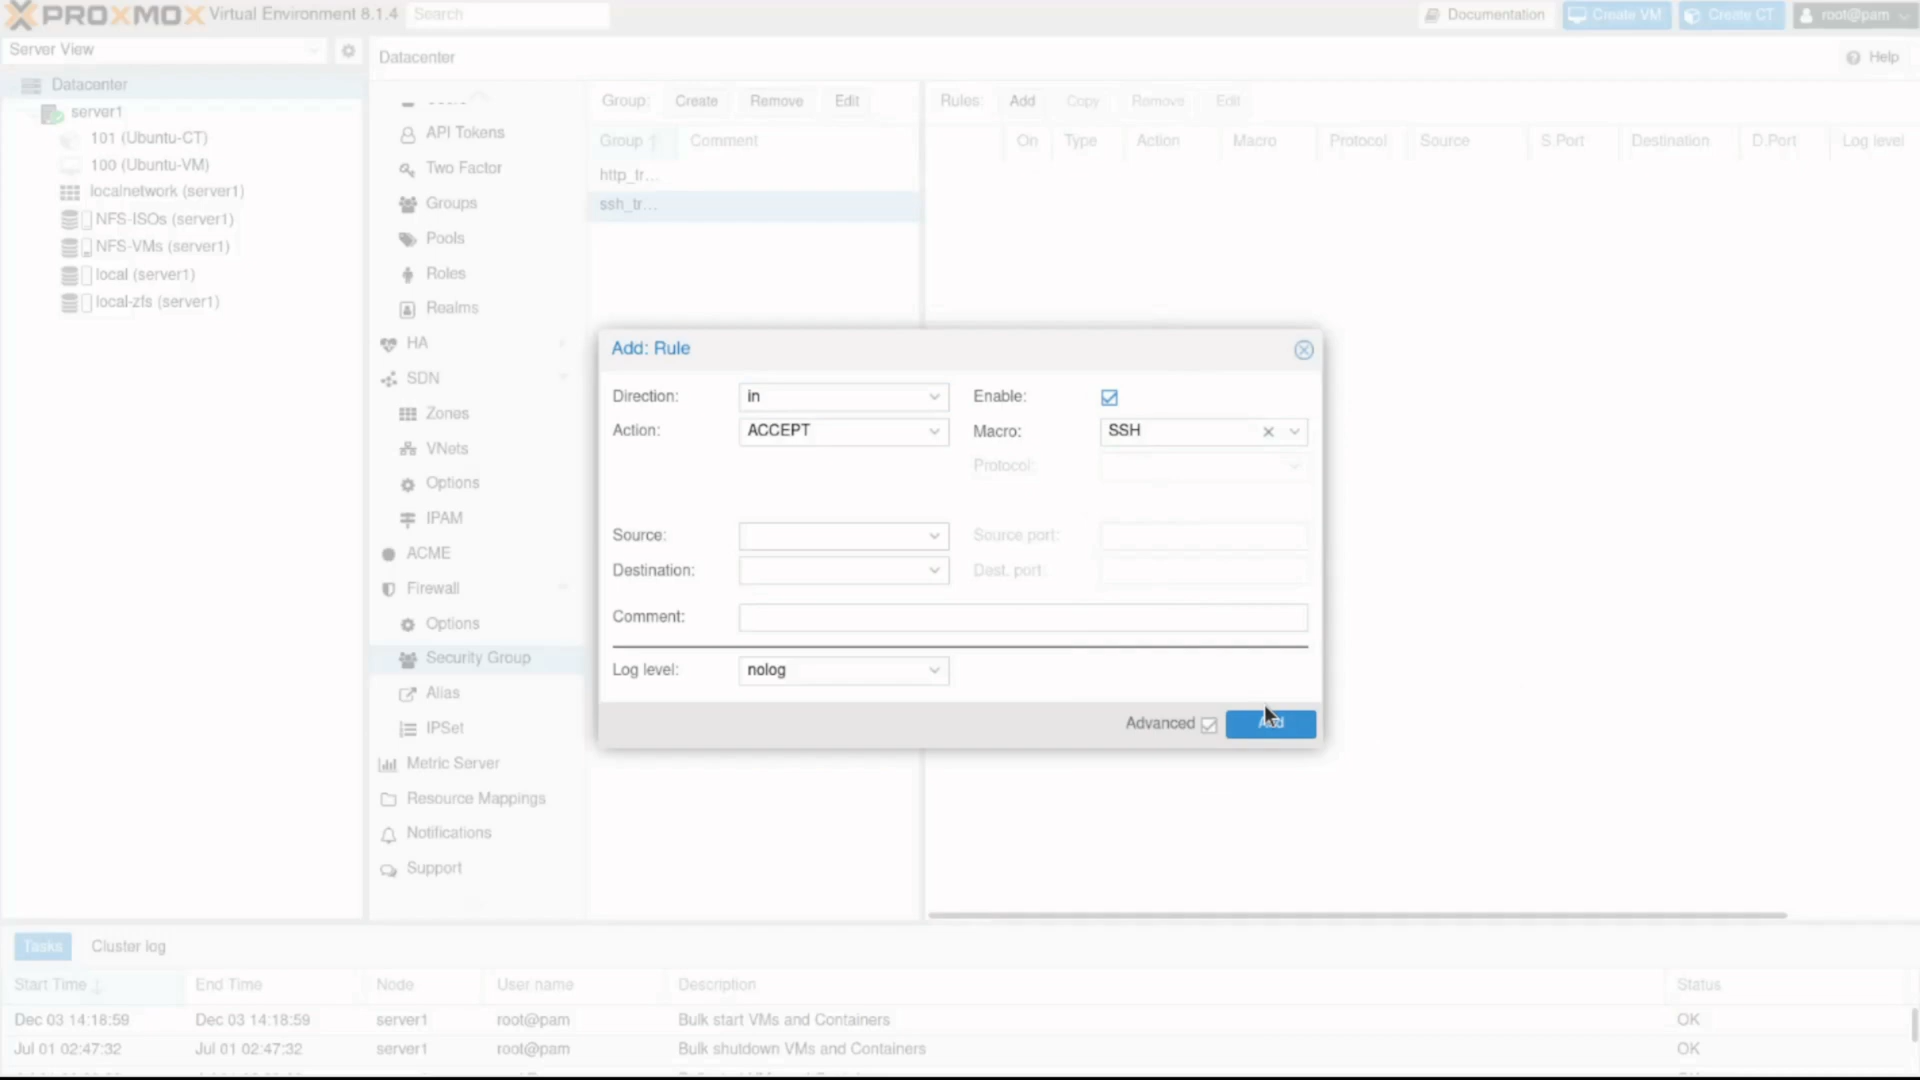 PROXMOX Virtual Environment 8.1.4 Search Documentation Create VM Create CT root@pam
Server View
Datacenter Help
Datacenter
server1
101 (Ubuntu-CT)
100 (Ubuntu-VM)
localnetwork (server1)
NFS-ISOs (server1)
NFS-VMs (server1)
local (server1)
local-zfs (server1)
API Tokens
Two Factor
Groups
Pools
Roles
Realms
HA
SDN
Zones
VNets
Options
IPAM
ACME
Firewall
Options
Security Group
Alias
IPSet
Metric Server
Resource Mappings
Notifications
Support
Group: Create Remove Edit
Group Comment
http_tr...
ssh_tr...
Rules: Add Copy Remove Edit
On Type Action Macro Protocol Source S.Port Destination D.Port Log level
Add: Rule
Direction: in Enable:
Action: ACCEPT Macro: SSH
Protocol:
Source: Source port:
Destination: Dest. port:
Comment:
Log level: nolog
Advanced Add
Tasks Cluster log
Start Time End Time Node User name Description Status
Dec 03 14:18:59 Dec 03 14:18:59 server1 root@pam Bulk start VMs and Containers OK
Jul 01 02:47:32 Jul 01 02:47:32 server1 root@pam Bulk shutdown VMs and Containers OK